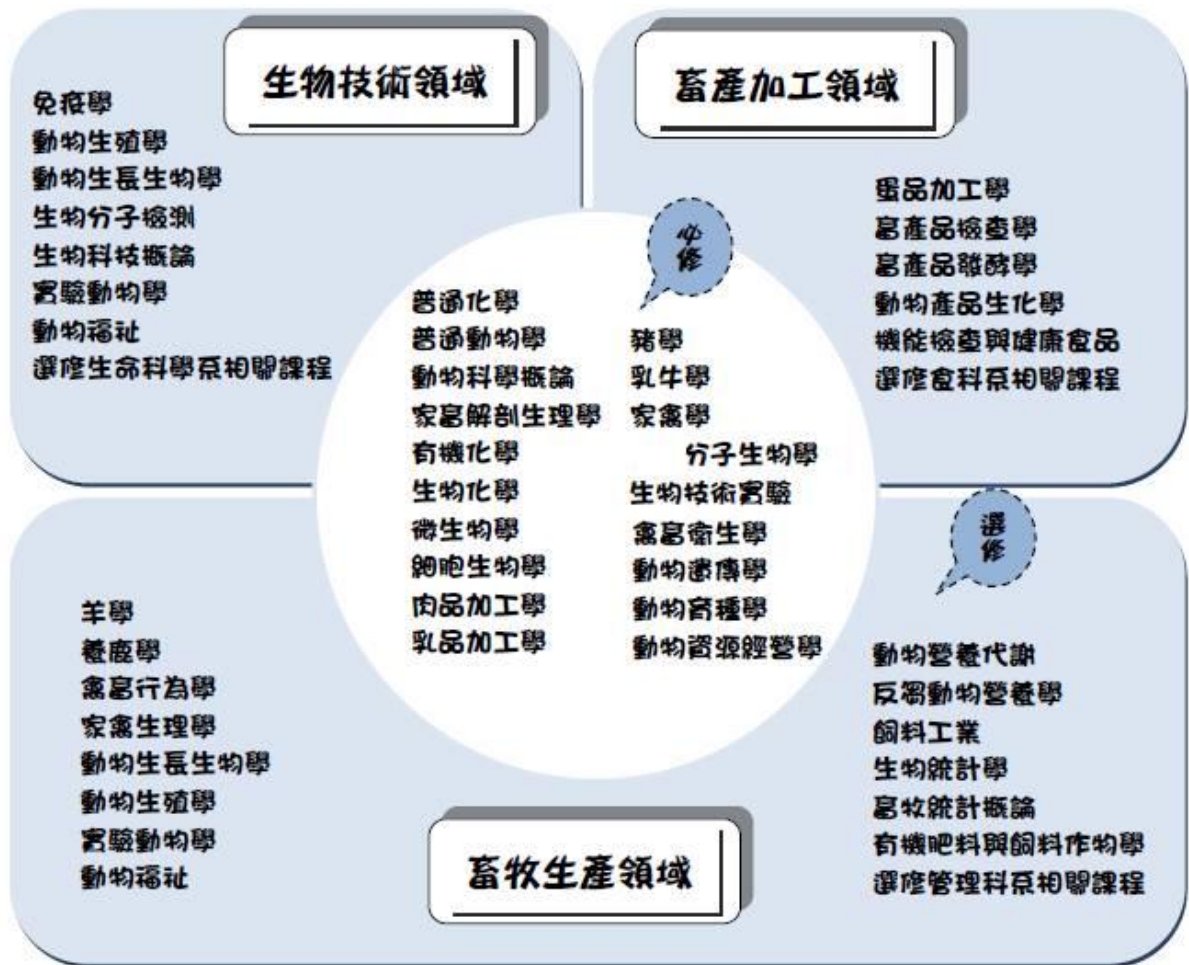 生物技術領域
免疫學
動物生殖學
動物生長生物學
生物分子檢測
生物科技概論
實驗動物學
動物福祉
選修生命科學系相關課程
畜產加工領域
蛋品加工學
畜產品檢查學
畜產品發酵學
動物產品生化學
機能檢查與健康食品
選修食科系相關課程
必修
普通化學
普通動物學
動物科學概論
家畜解剖生理學
有機化學
生物化學
微生物學
細胞生物學
肉品加工學
乳品加工學
豬學
乳牛學
家禽學
分子生物學
生物技術實驗
禽畜衛生學
動物遺傳學
動物育種學
動物資源經營學
選修
羊學
養鹿學
禽畜行為學
家禽生理學
動物生長生物學
動物生殖學
實驗動物學
動物福祉
畜牧生產領域
動物營養代謝
反芻動物營養學
飼料工業
生物統計學
畜牧統計概論
有機肥料與飼料作物學
選修管理科系相關課程